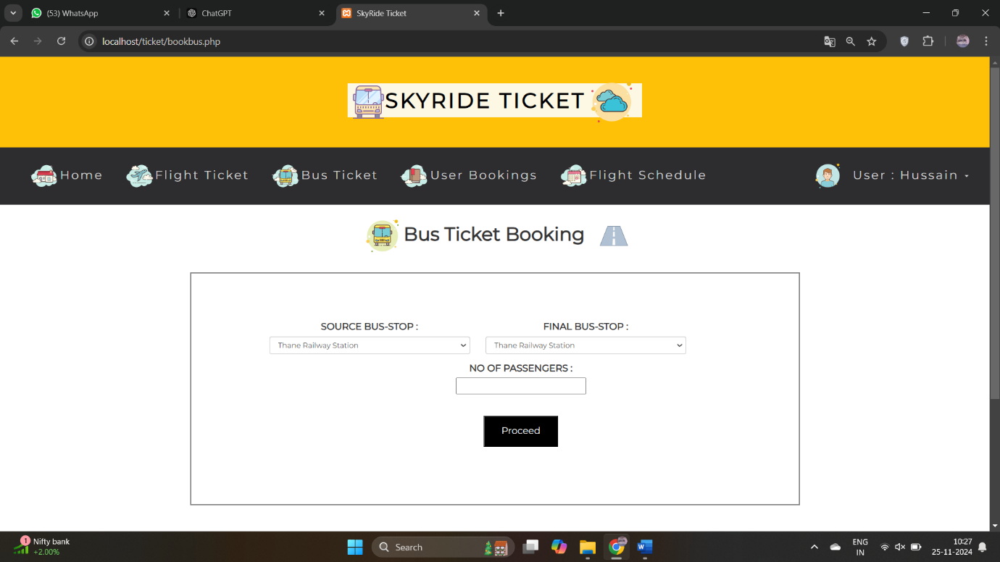 (53) WhatsApp
ChatGPT
SkyRide Ticket
localhost/ticket/bookbus.php
SKYRIDE TICKET
Home
Flight Ticket
Bus Ticket
User Bookings
Flight Schedule
User : Hussain
Bus Ticket Booking
SOURCE BUS-STOP :
FINAL BUS-STOP :
Thane Railway Station
Thane Railway Station
NO OF PASSENGERS :
Proceed
1
Nifty bank
+2.00%
Search
ENG
IN
10:27
25-11-2024